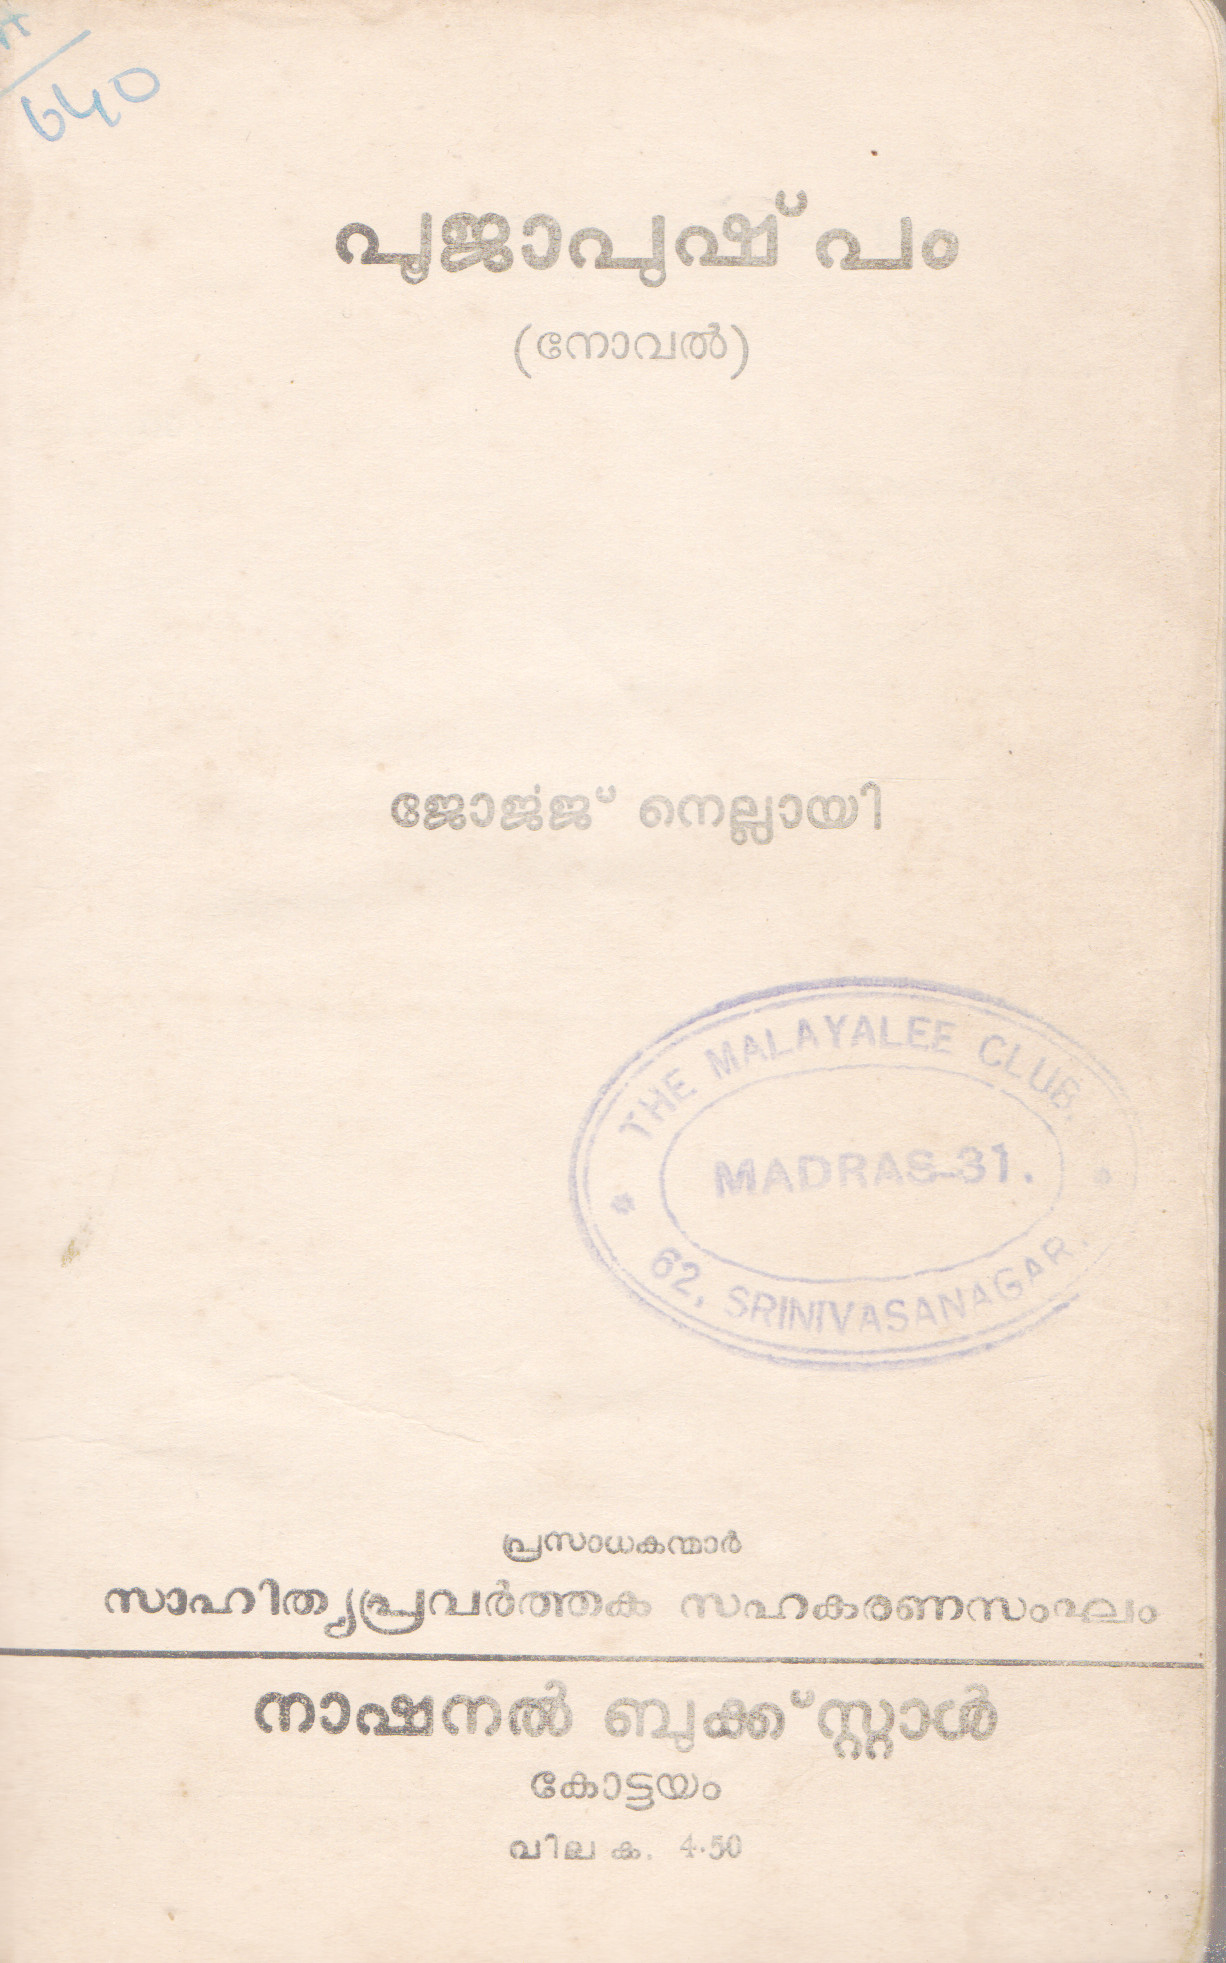 640
പൂജാപുഷ്പം
(നോവൽ)
ജോൎജ്ജ് നെല്ലായി
THE MALAYALEE CLUB,
MADRAS-31.
62, SRINIVASANAGAR.
പ്രസാധകന്മാർ
സാഹിത്യപ്രവർത്തക സഹകരണസംഘം
നാഷനൽ ബുക്ക്സ്റ്റാൾ
കോട്ടയം
വില ക. 4·50